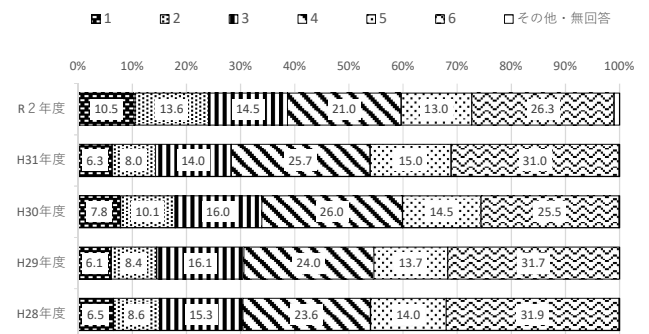 1 2 3 4 5 6 その他・無回答
0% 10% 20% 30% 40% 50% 60% 70% 80% 90% 100%
R２年度 10.5 13.6 14.5 21.0 13.0 26.3
H31年度 6.3 8.0 14.0 25.7 15.0 31.0
H30年度 7.8 10.1 16.0 26.0 14.5 25.5
H29年度 6.1 8.4 16.1 24.0 13.7 31.7
H28年度 6.5 8.6 15.3 23.6 14.0 31.9